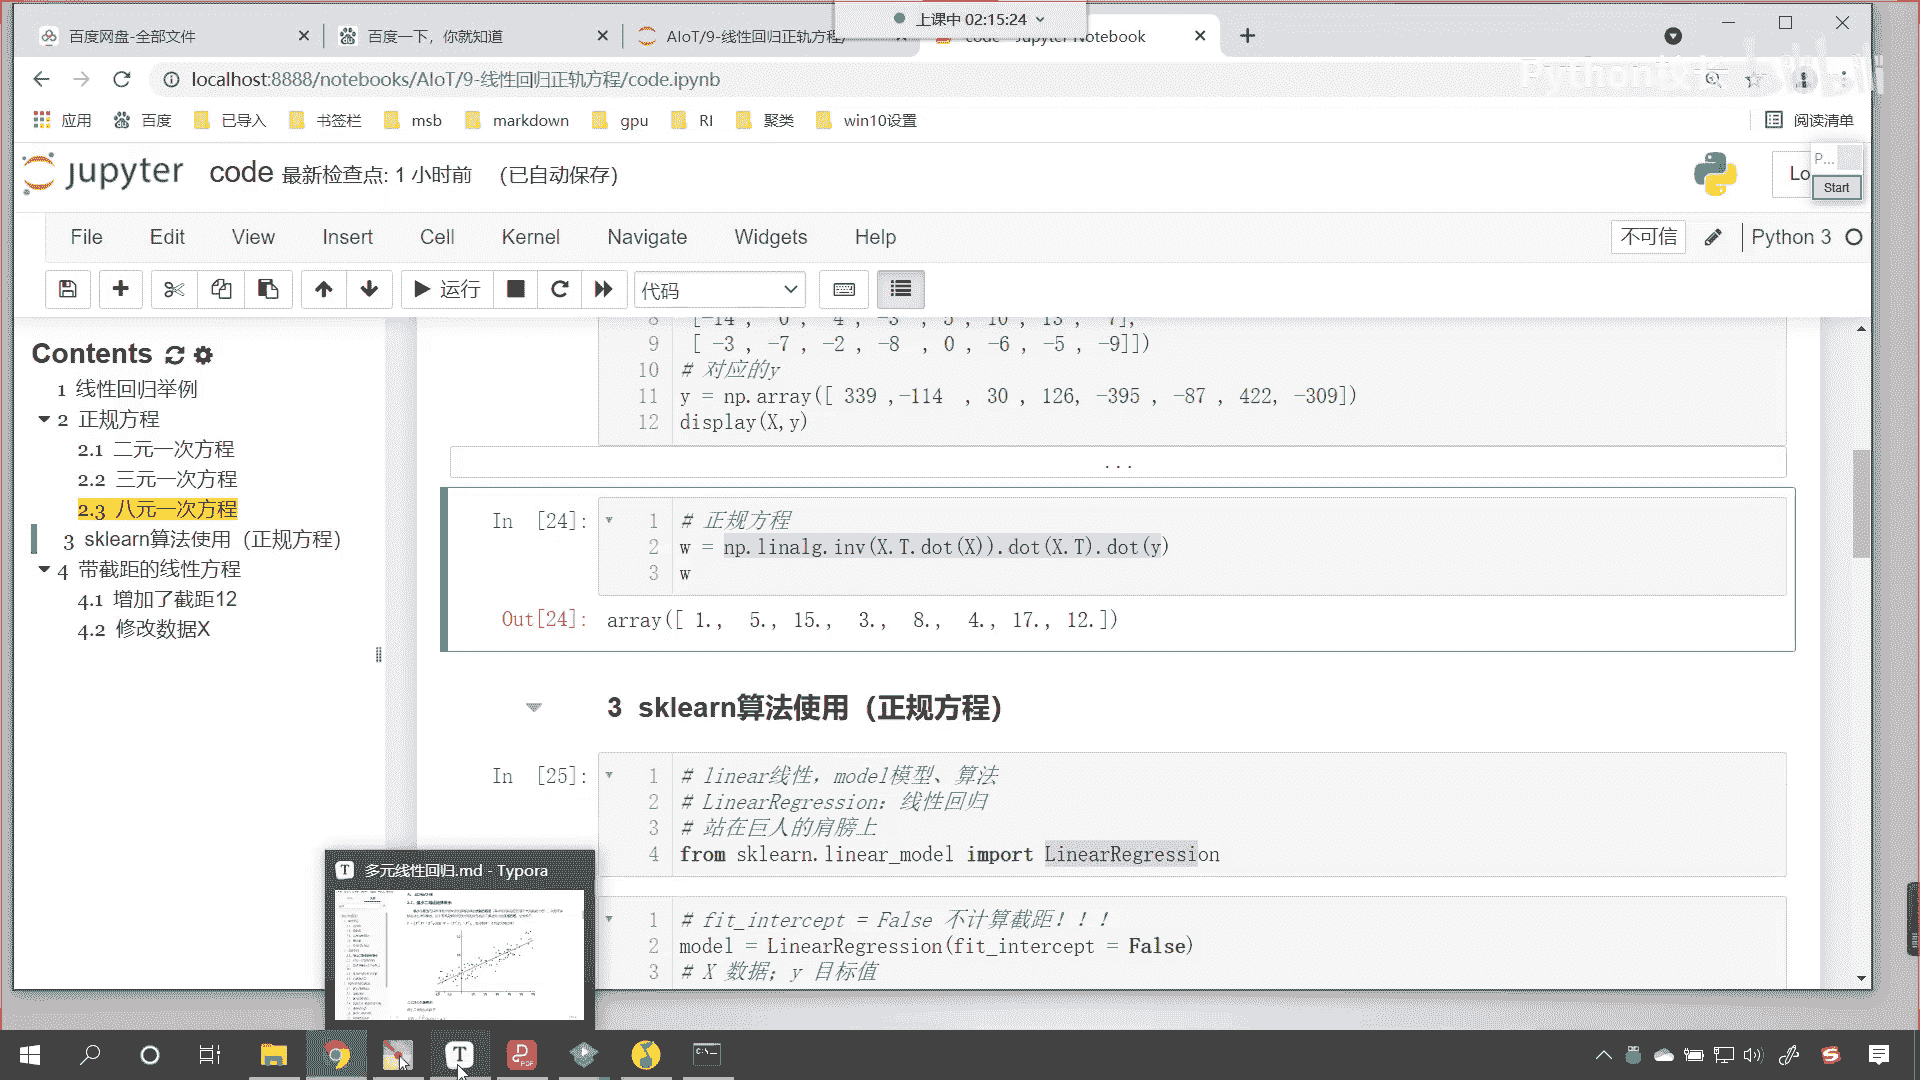 上课中 02:15:24
百度网盘-全部文件
百度一下，你就知道
AIoT/9-线性回归正轨方程/
code - Jupyter Notebook
localhost:8888/notebooks/AIoT/9-线性回归正轨方程/code.ipynb
应用 百度 已导入 书签栏 msb markdown gpu RI 聚类 win10设置 阅读清单
jupyter code 最新检查点: 1 小时前 (已自动保存)
Lo
P...
Start
File Edit View Insert Cell Kernel Navigate Widgets Help 不可信 Python 3
运行 代码
Contents
1 线性回归举例
2 正规方程
2.1 二元一次方程
2.2 三元一次方程
2.3 八元一次方程
3 sklearn算法使用（正规方程）
4 带截距的线性方程
4.1 增加了截距12
4.2 修改数据X
8 [-14 , 0 , 4 , -3 , 5 , 10 , 13 , 7],
9 [ -3 , -7 , -2 , -8 , 0 , -6 , -5 , -9]])
10 # 对应的y
11 y = np.array([ 339 ,-114 , 30 , 126, -395 , -87 , 422, -309])
12 display(X,y)
...
In [24]:
1 # 正规方程
2 w = np.linalg.inv(X.T.dot(X)).dot(X.T).dot(y)
3 w
Out[24]: array([ 1., 5., 15., 3., 8., 4., 17., 12.])
3 sklearn算法使用（正规方程）
In [25]:
1 # linear线性，model模型、算法
2 # LinearRegression：线性回归
3 # 站在巨人的肩膀上
4 from sklearn.linear_model import LinearRegression
1 # fit_intercept = False 不计算截距！！！
2 model = LinearRegression(fit_intercept = False)
3 # X 数据；y 目标值
多元线性回归.md - Typora